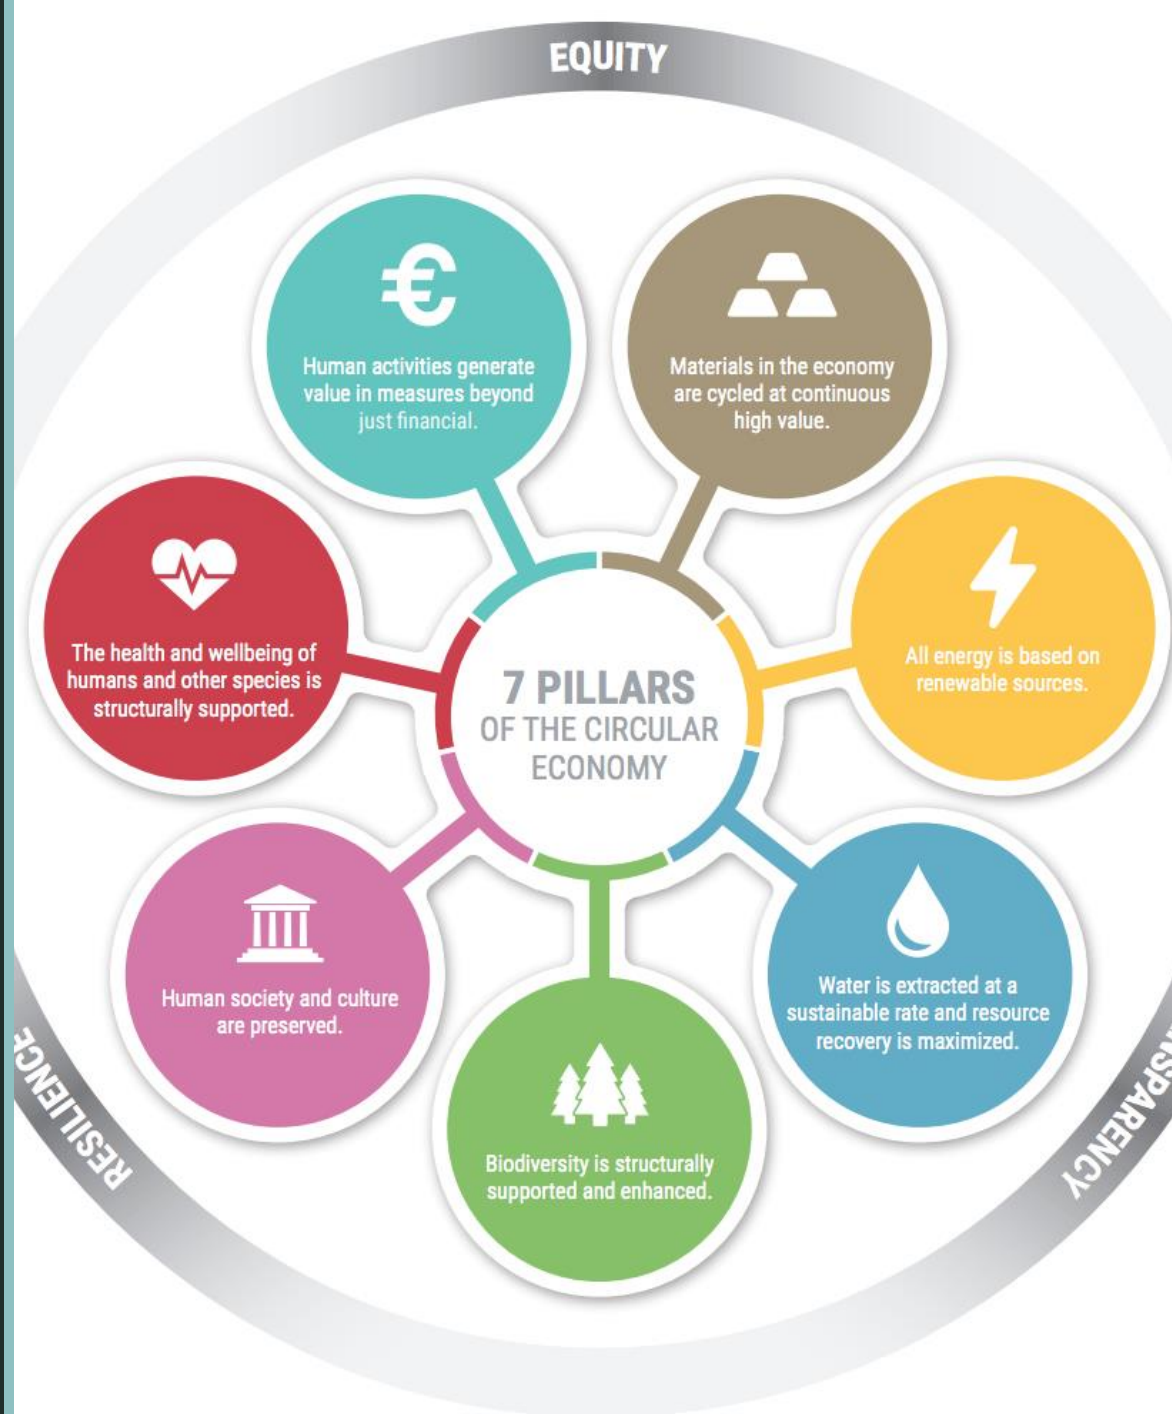 EQUITY
Human activities generate
value in measures beyond
just financial.
Materials in the economy
are cycled at continuous
high value.
The health and wellbeing of
humans and other species is
structurally supported.
All energy is based on
renewable sources.
7 PILLARS
OF THE CIRCULAR
ECONOMY
Human society and culture
are preserved.
Water is extracted at a
sustainable rate and resource
recovery is maximized.
Biodiversity is structurally
supported and enhanced.
RESILIENCE
NSPARENCY